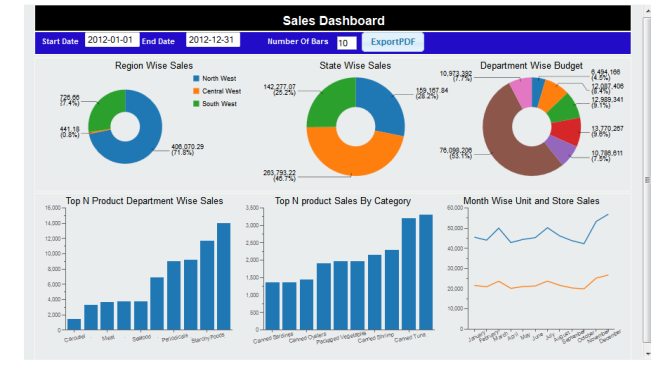 Sales Dashboard
Start Date 2012-01-01 End Date 2012-12-31 Number Of Bars 10 ExportPDF
Region Wise Sales
North West
Central West
South West
441.18
(0.8%)
406,070.29
(71.8%)
State Wise Sales
142,277.07
(25.2%)
159,167.84
(28.2%)
263,793.22
(46.7%)
Department Wise Budget
10,973,392
(7.7%)
6,494,166
(4.5%)
12,087,406
(8.4%)
12,989,341
(9.1%)
13,770,267
(9.6%)
10,786,611
(7.5%)
76,098,206
(53.1%)
Top N Product Department Wise Sales
16,000
14,000
12,000
10,000
8,000
6,000
4,000
2,000
0
Carousel
Meat
Seafood
Periodicals
Starchy Foods
Top N product Sales By Category
3,500
3,000
2,500
2,000
1,500
1,000
500
0
Canned Sardines
Canned Oysters
Packaged Vegetables
Canned Shrimp
Canned Tuna
Month Wise Unit and Store Sales
60,000
50,000
40,000
30,000
20,000
10,000
0
January
February
March
April
May
June
July
August
September
October
November
December